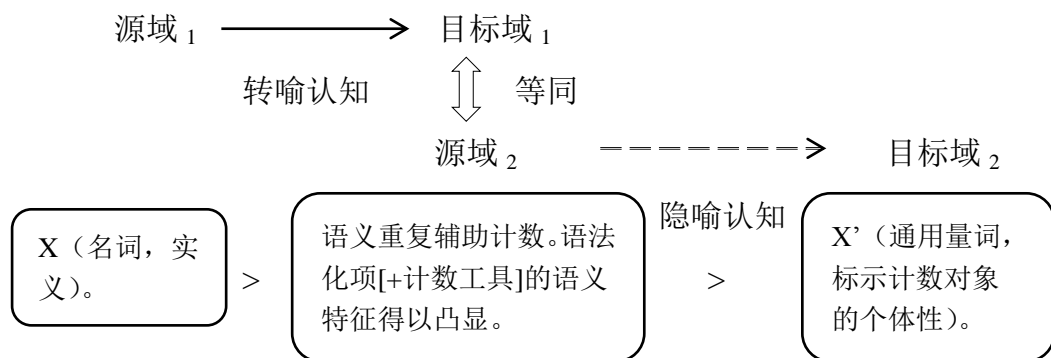 源域 1 目标域 1
转喻认知 等同
源域 2 目标域 2
隐喻认知
X（名词，实
义）。
>
语义重复辅助计数。语法
化项[+计数工具]的语义
特征得以凸显。
>
X’（通用量词，
标示计数对象
的个体性）。